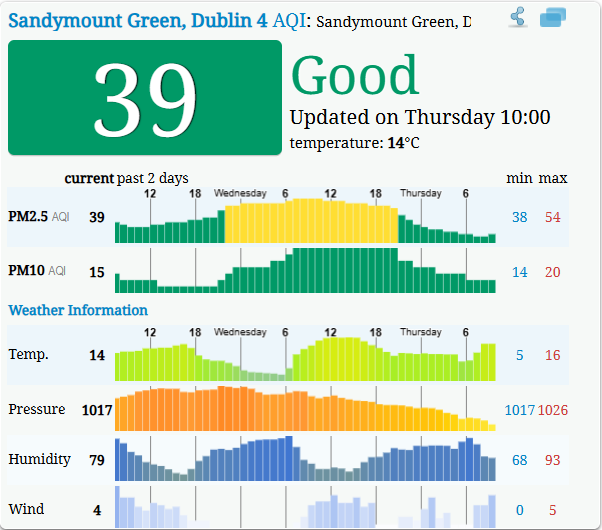 Sandymount Green, Dublin 4 AQI: Sandymount Green, D
39
Good
Updated on Thursday 10:00
temperature: 14°C
current past 2 days min max
12 18 Wednesday 6 12 18 Thursday 6
PM2.5 AQI 39 38 54
PM10 AQI 15 14 20
Weather Information
12 18 Wednesday 6 12 18 Thursday 6
Temp. 14 5 16
Pressure 1017 1017 1026
Humidity 79 68 93
Wind 4 0 5